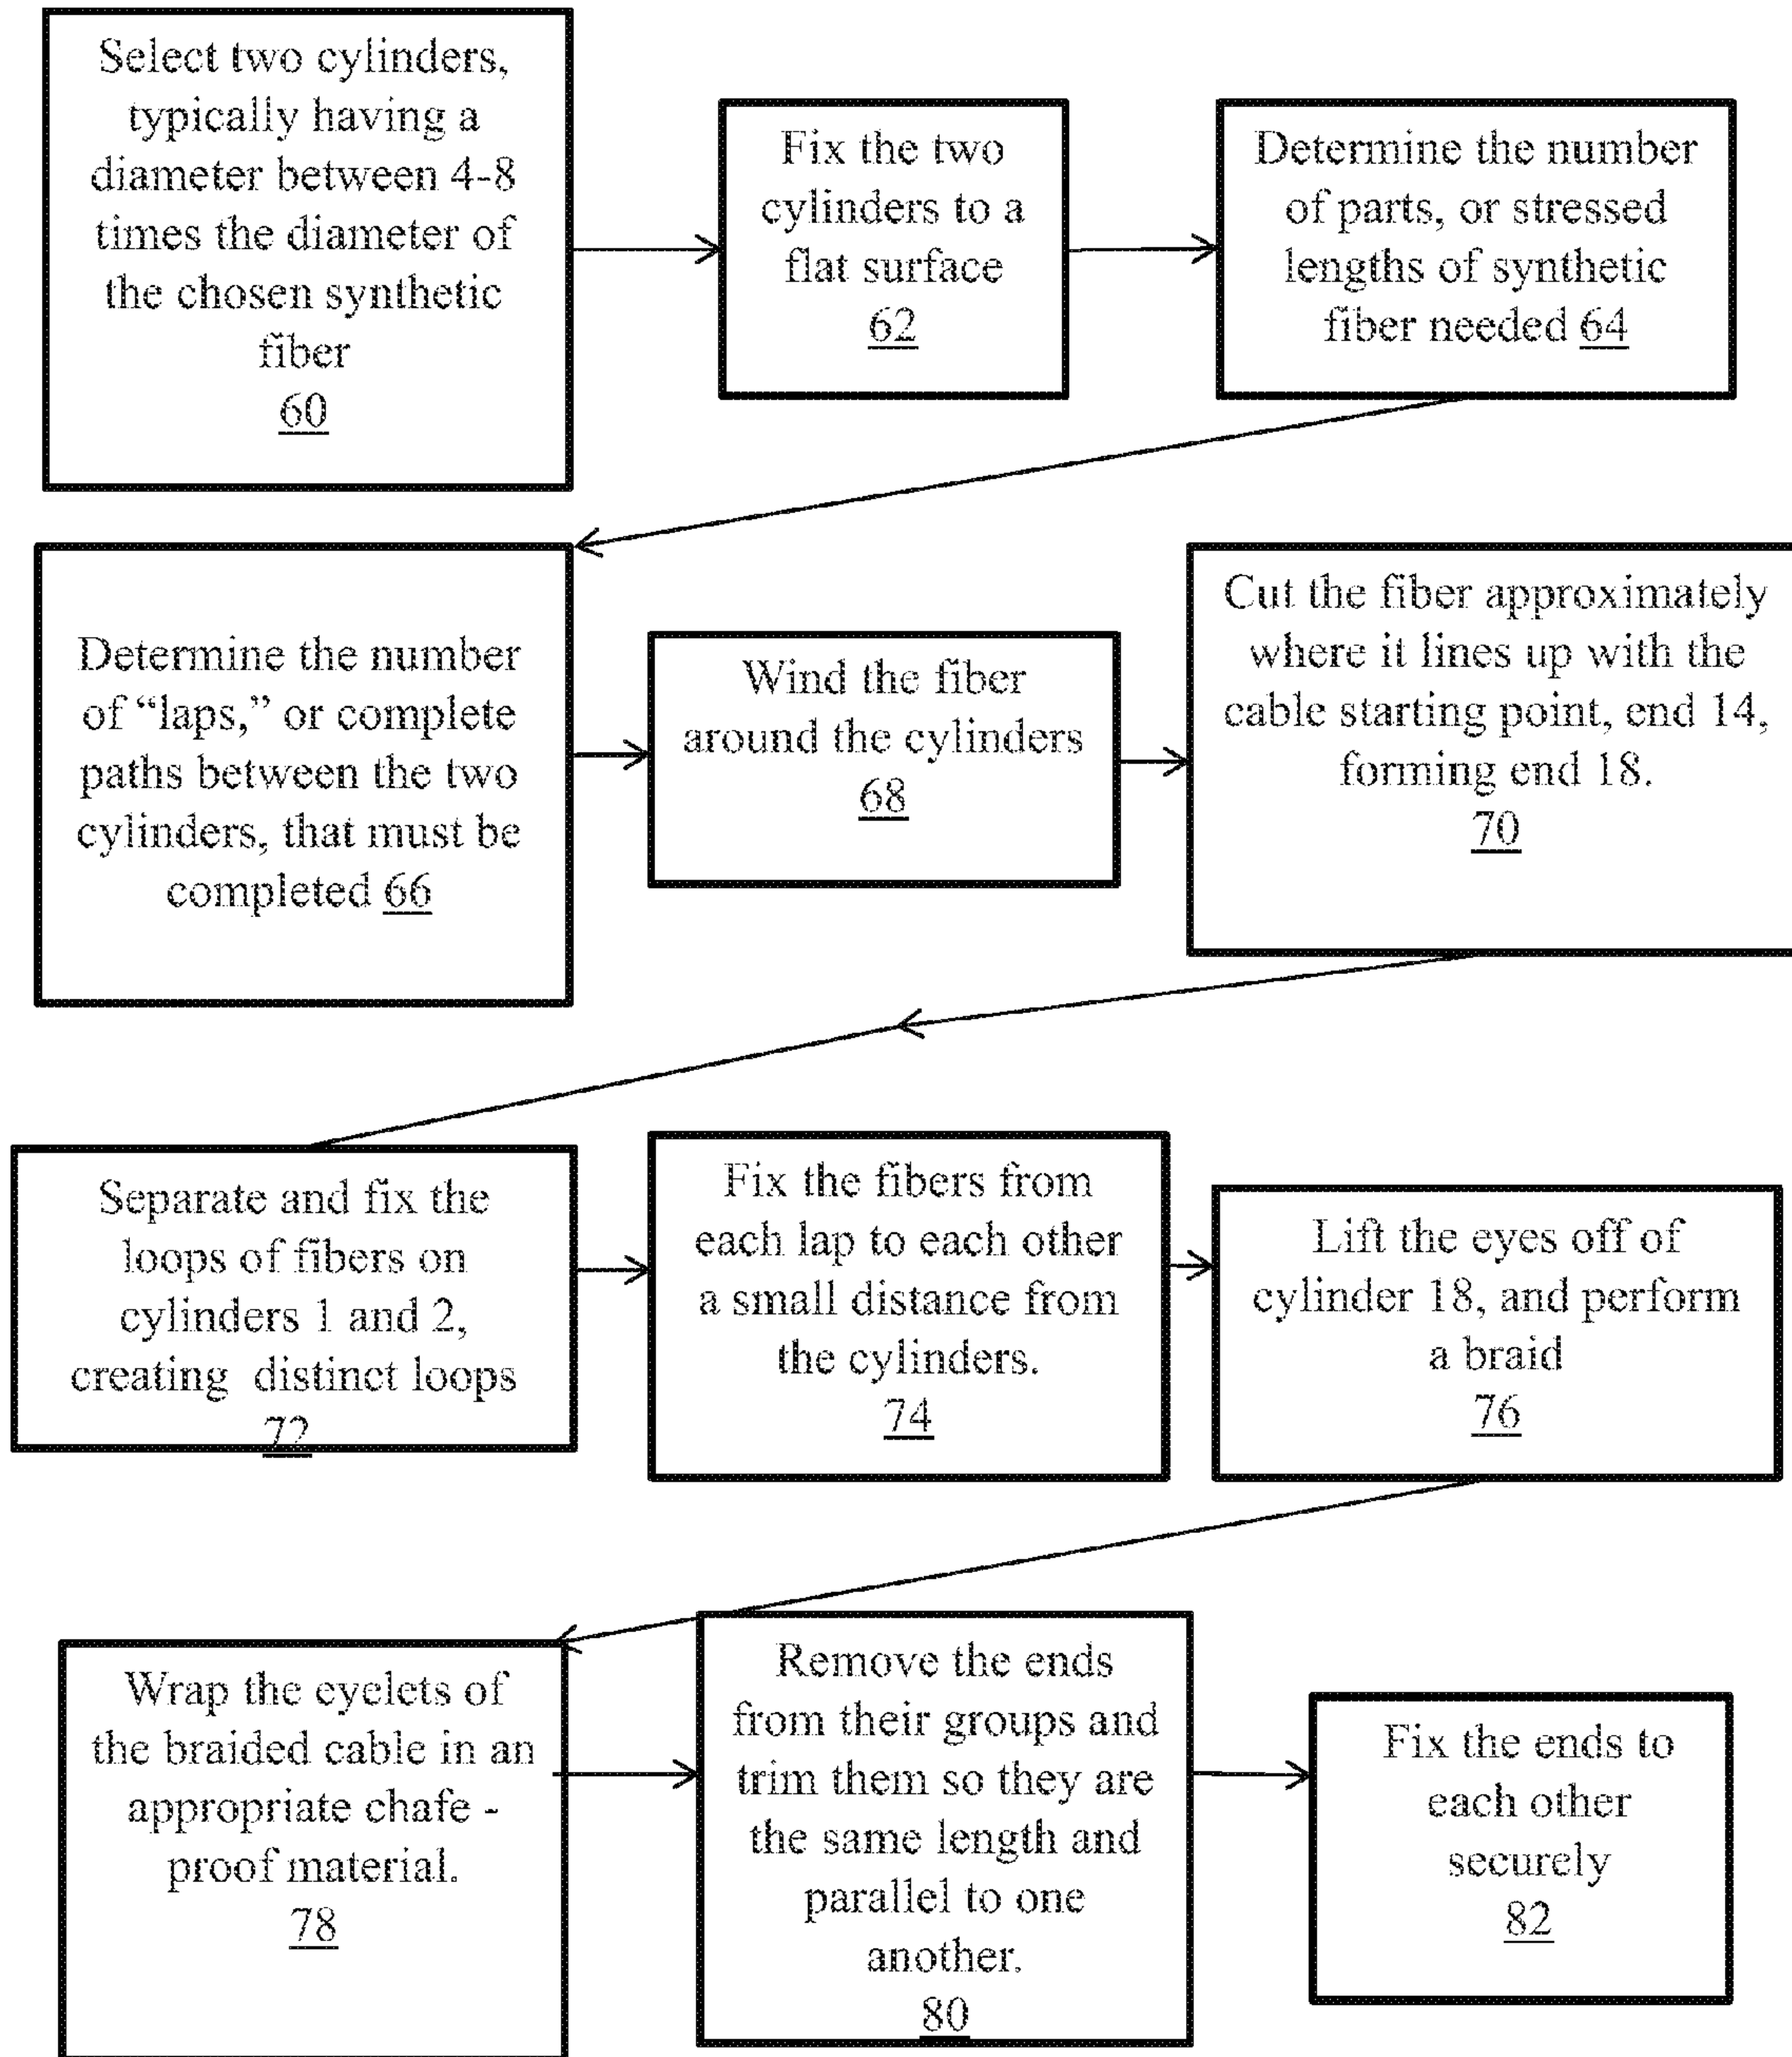 Select two cylinders,
typically having a
diameter between 4-8
times the diameter of
the chosen synthetic
fiber
60
Fix the two
cylinders to a
flat surface
62
Determine the number
of parts, or stressed
lengths of synthetic
fiber needed 64
Determine the number
of “laps,” or complete
paths between the two
cylinders, that must be
completed 66
Wind the fiber
around the cylinders
68
Cut the fiber approximately
where it lines up with the
cable starting point, end 14,
forming end 18.
70
Separate and fix the
loops of fibers on
cylinders 1 and 2,
creating distinct loops
72
Fix the fibers from
each lap to each other
a small distance from
the cylinders.
74
Lift the eyes off of
cylinder 18, and perform
a braid
76
Wrap the eyelets of
the braided cable in an
appropriate chafe -
proof material.
78
Remove the ends
from their groups and
trim them so they are
the same length and
parallel to one
another.
80
Fix the ends to
each other
securely
82